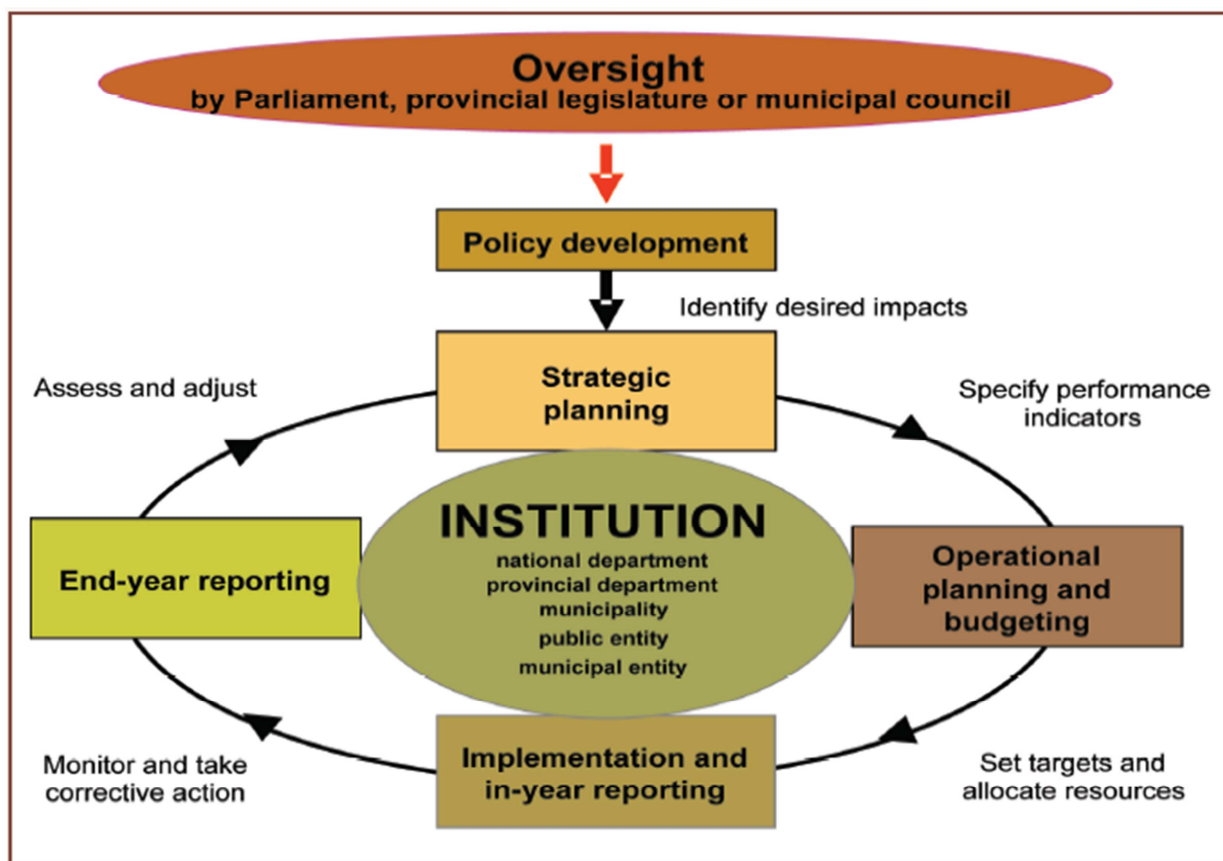 Oversight
by Parliament, provincial legislature or municipal council
Policy development
Identify desired impacts
Strategic
planning
Assess and adjust
Specify performance
indicators
INSTITUTION
national department
provincial department
municipality
public entity
municipal entity
End-year reporting
Operational
planning and
budgeting
Implementation and
in-year reporting
Monitor and take
corrective action
Set targets and
allocate resources